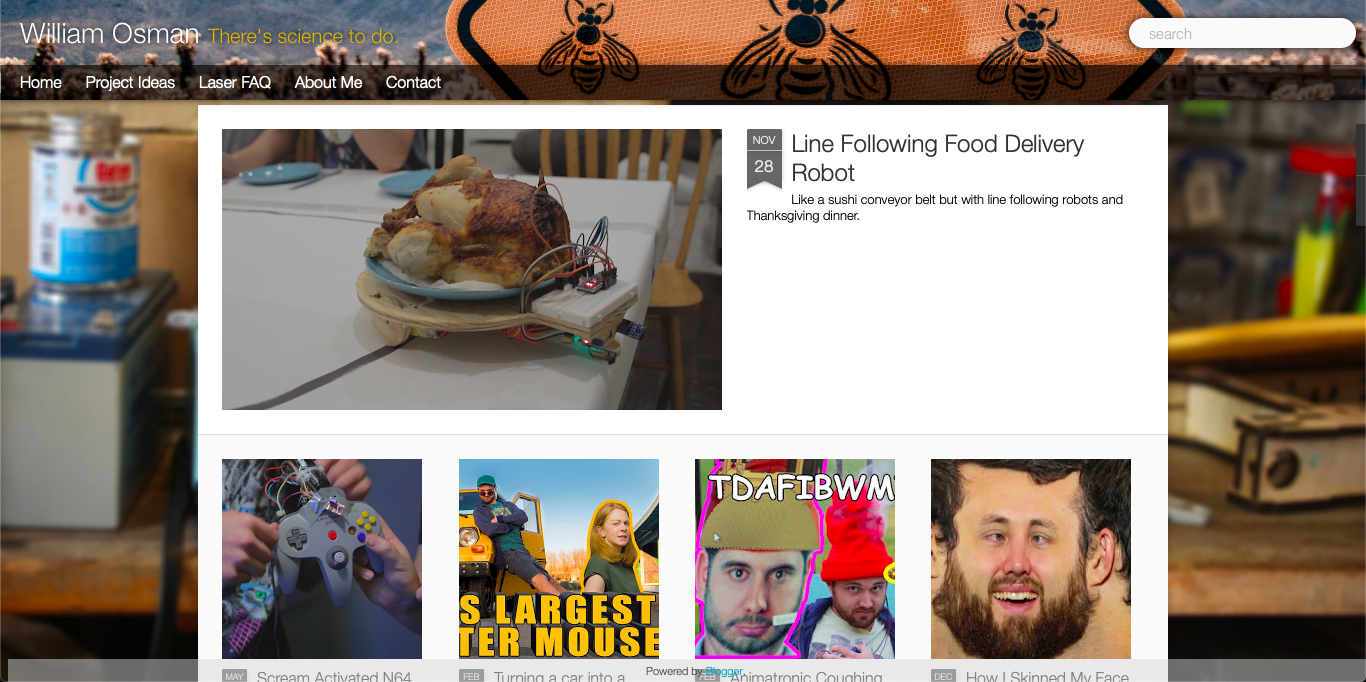 William Osman There's science to do.
search
Home Project Ideas Laser FAQ About Me Contact
NOV
28
Line Following Food Delivery
Robot
Like a sushi conveyor belt but with line following robots and
Thanksgiving dinner.
TDAFIBWM
S LARGEST
TER MOUSE
MAY Scream Activated N64
FEB Turning a car into a
FEB Animatronic Coughing
DEC How I Skinned My Face
Powered by Blogger.